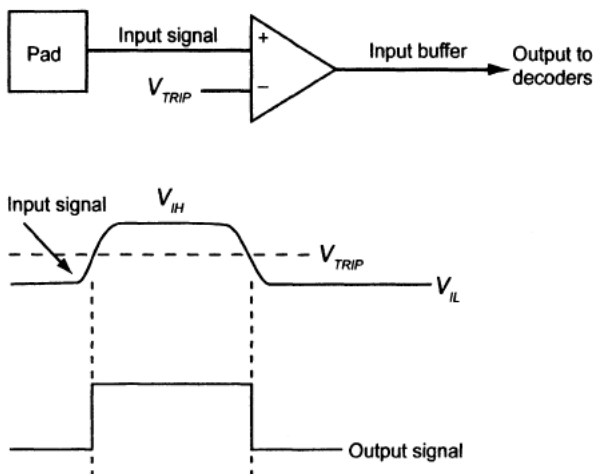 Pad
Input signal
+
V_TRIP
−
Input buffer
Output to
decoders
Input signal
V_IH
V_TRIP
V_IL
Output signal